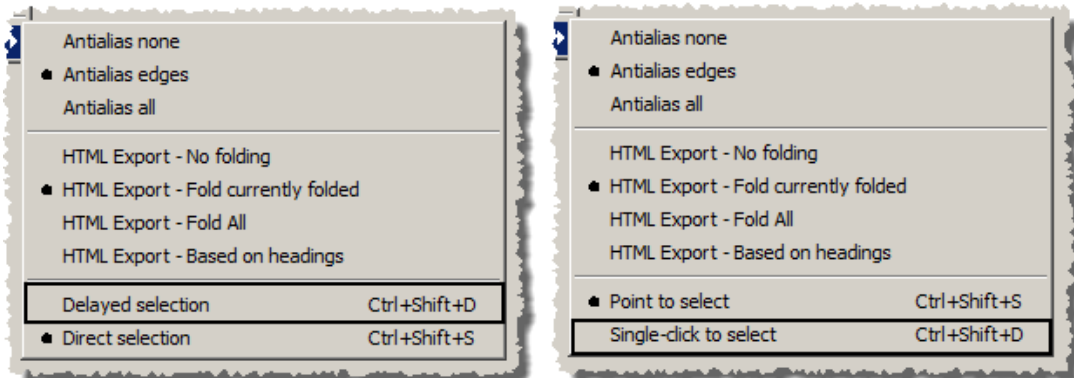 Antialias none
Antialias edges
Antialias all
HTML Export - No folding
HTML Export - Fold currently folded
HTML Export - Fold All
HTML Export - Based on headings
Delayed selection Ctrl+Shift+D
Direct selection Ctrl+Shift+S
Antialias none
Antialias edges
Antialias all
HTML Export - No folding
HTML Export - Fold currently folded
HTML Export - Fold All
HTML Export - Based on headings
Point to select Ctrl+Shift+S
Single-click to select Ctrl+Shift+D